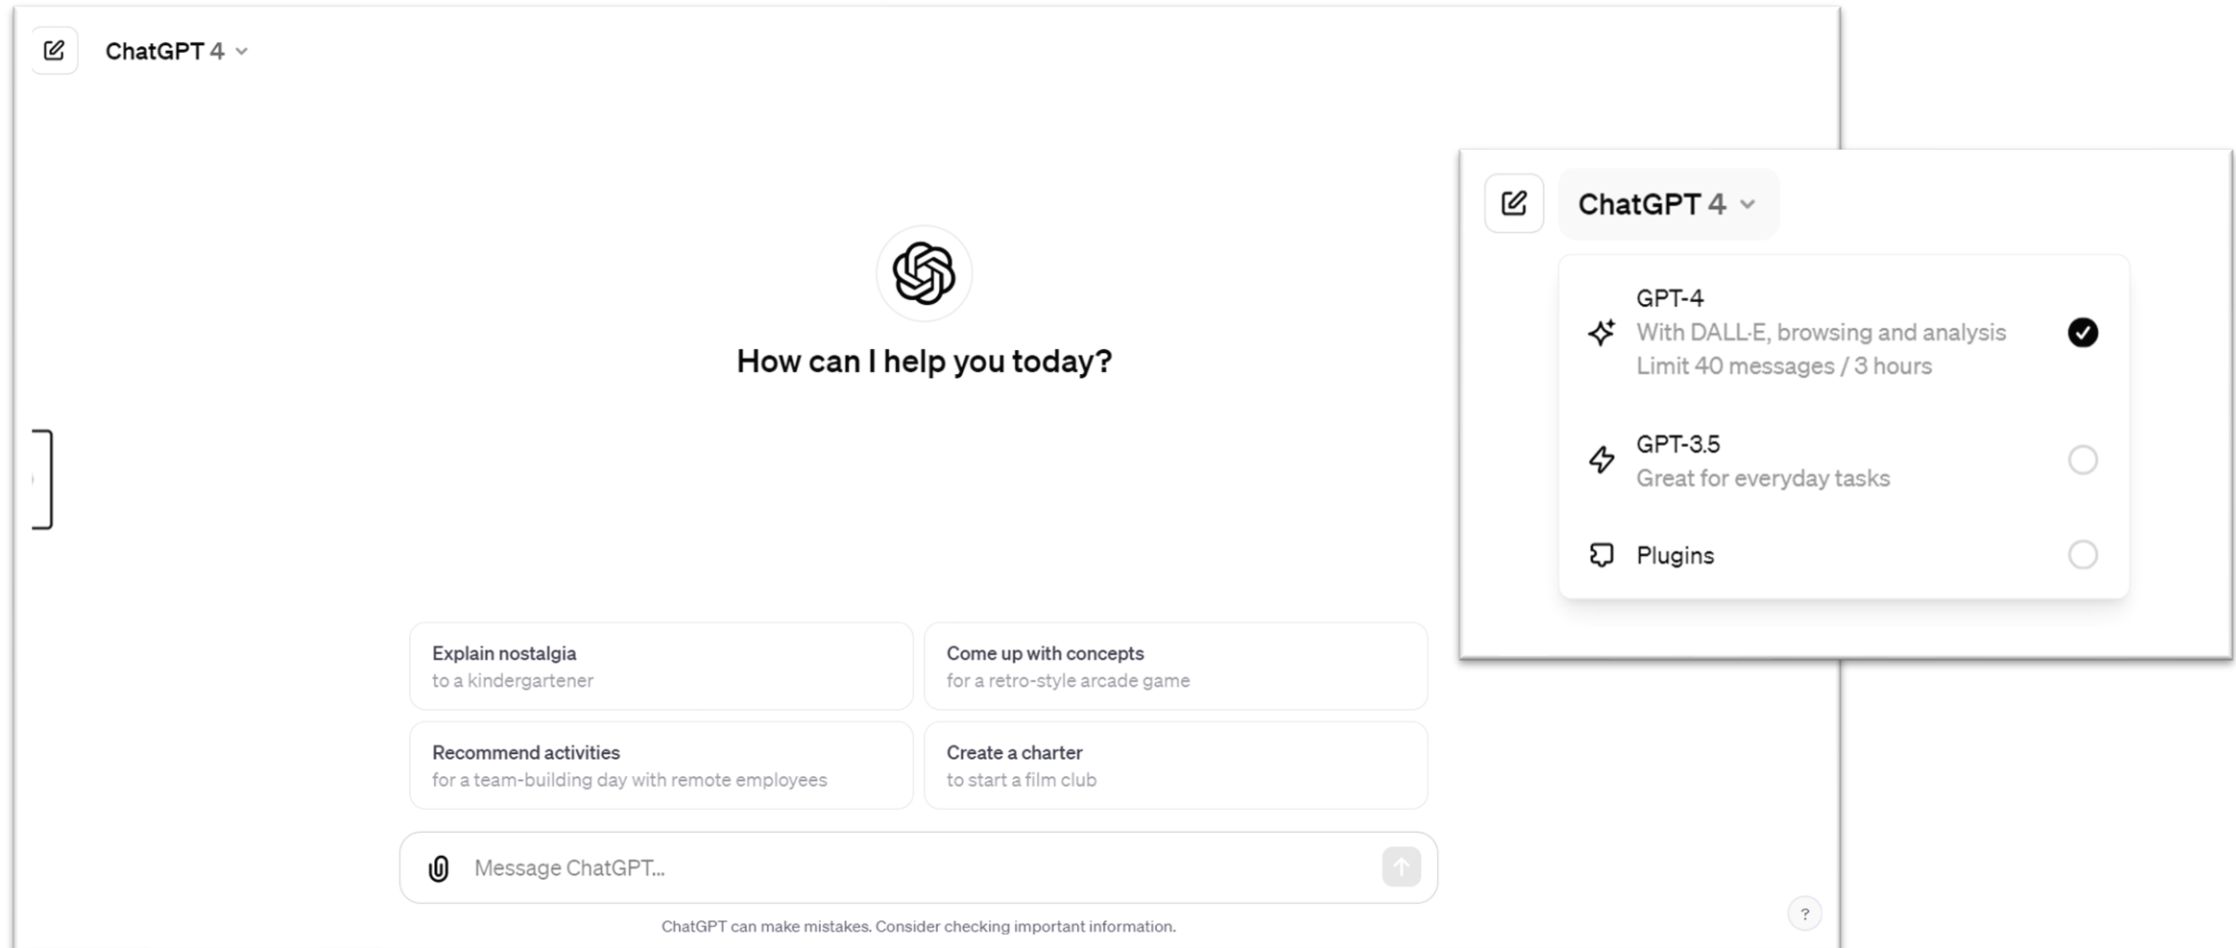 ChatGPT 4
How can I help you today?
Explain nostalgia
to a kindergartener
Come up with concepts
for a retro-style arcade game
Recommend activities
for a team-building day with remote employees
Create a charter
to start a film club
Message ChatGPT...
ChatGPT can make mistakes. Consider checking important information.
?
ChatGPT 4
GPT-4
With DALL·E, browsing and analysis
Limit 40 messages / 3 hours
GPT-3.5
Great for everyday tasks
Plugins